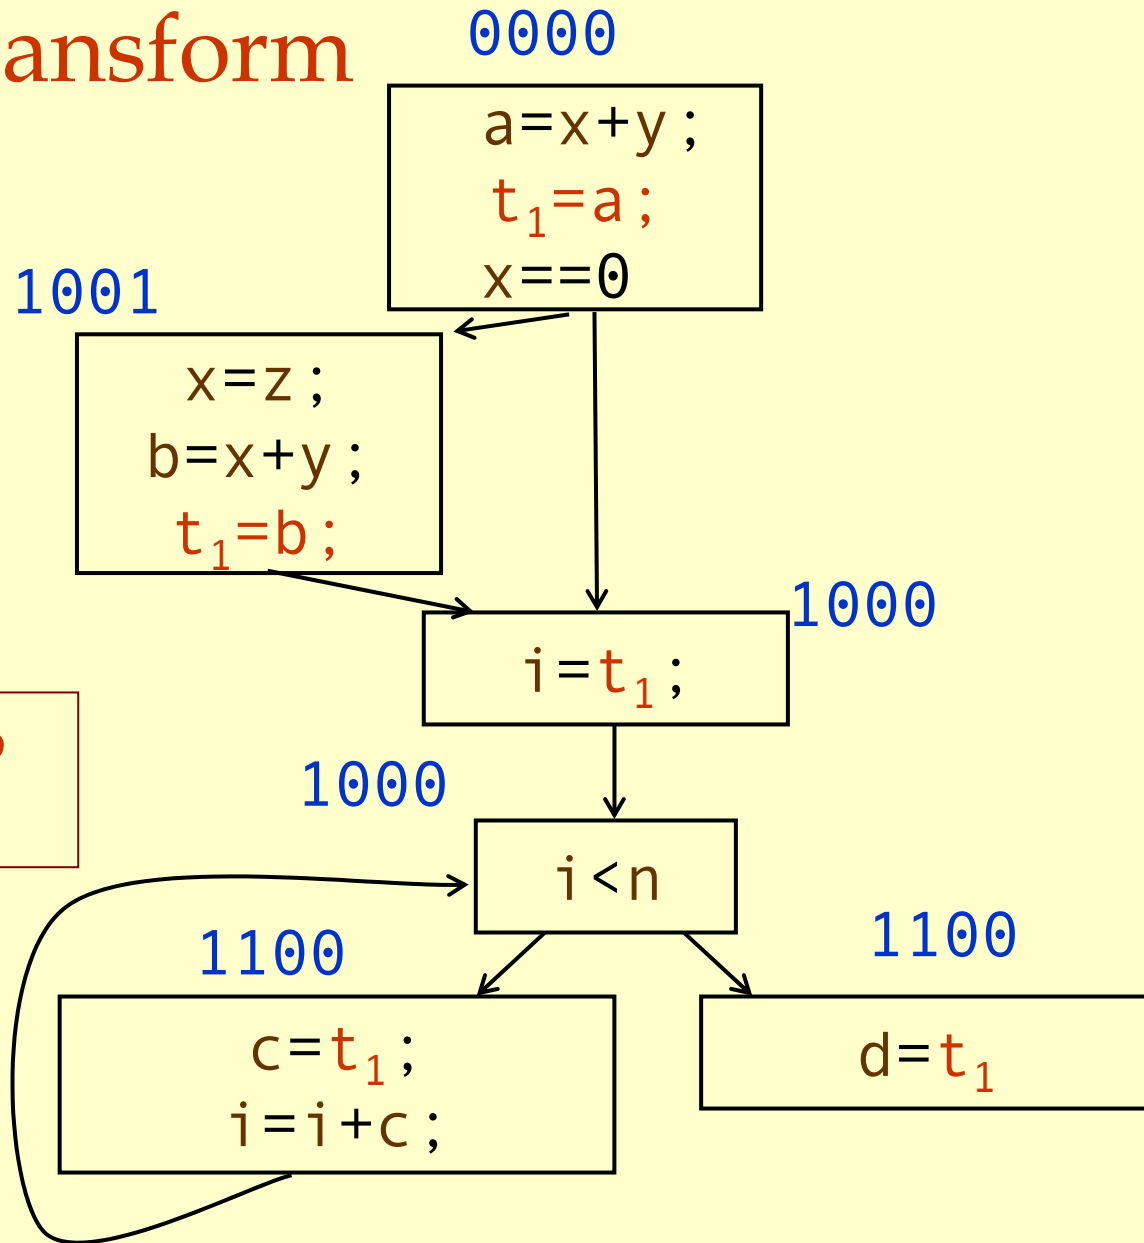 ansform
0000
a=x+y;
t1=a;
x==0
1001
x=z;
b=x+y;
t1=b;
1000
i=t1;
1000
i<n
1100
1100
c=t1;
i=i+c;
d=t1